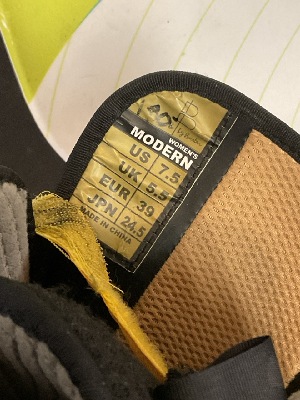 WOMEN'S
MODERN
US 7.5
UK 5.5
EUR 39
JPN 24.5
MADE IN CHINA